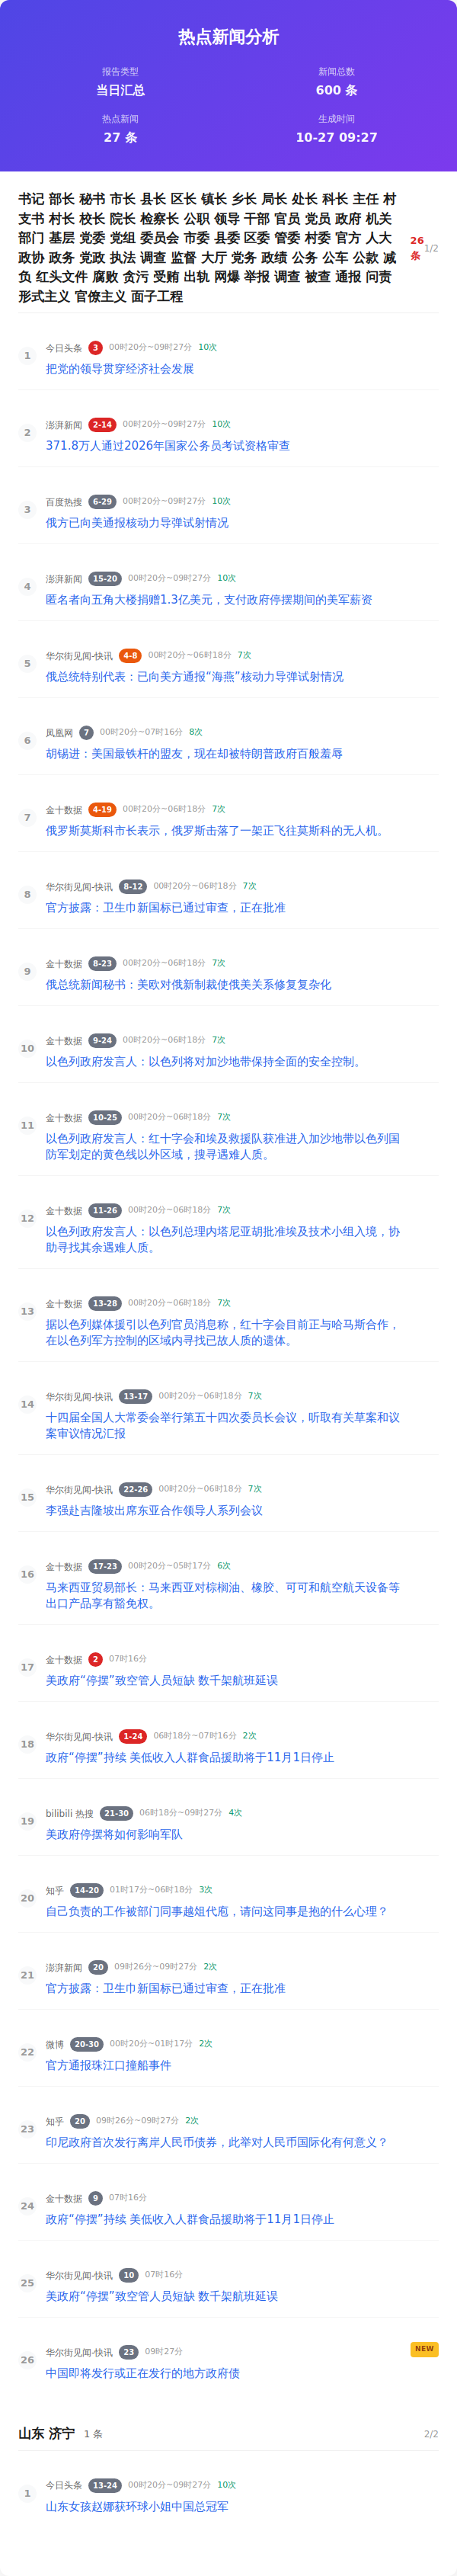 热点新闻分析
报告类型
当日汇总
新闻总数
600 条
热点新闻
27 条
生成时间
10-27 09:27
书记 部长 秘书 市长 县长 区长 镇长 乡长 局长 处长 科长 主任 村
支书 村长 校长 院长 检察长 公职 领导 干部 官员 党员 政府 机关
部门 基层 党委 党组 委员会 市委 县委 区委 管委 村委 官方 人大
政协 政务 党政 执法 调查 监督 大厅 党务 政绩 公务 公车 公款 减
负 红头文件 腐败 贪污 受贿 出轨 网爆 举报 调查 被查 通报 问责
形式主义 官僚主义 面子工程
26
条
1/2
1
今日头条 3 00时20分~09时27分 10次
把党的领导贯穿经济社会发展
2
澎湃新闻 2-14 00时20分~09时27分 10次
371.8万人通过2026年国家公务员考试资格审查
3
百度热搜 6-29 00时20分~09时27分 10次
俄方已向美通报核动力导弹试射情况
4
澎湃新闻 15-20 00时20分~09时27分 10次
匿名者向五角大楼捐赠1.3亿美元，支付政府停摆期间的美军薪资
5
华尔街见闻-快讯 4-8 00时20分~06时18分 7次
俄总统特别代表：已向美方通报“海燕”核动力导弹试射情况
6
凤凰网 7 00时20分~07时16分 8次
胡锡进：美国最铁杆的盟友，现在却被特朗普政府百般羞辱
7
金十数据 4-19 00时20分~06时18分 7次
俄罗斯莫斯科市长表示，俄罗斯击落了一架正飞往莫斯科的无人机。
8
华尔街见闻-快讯 8-12 00时20分~06时18分 7次
官方披露：卫生巾新国标已通过审查，正在批准
9
金十数据 8-23 00时20分~06时18分 7次
俄总统新闻秘书：美欧对俄新制裁使俄美关系修复复杂化
10
金十数据 9-24 00时20分~06时18分 7次
以色列政府发言人：以色列将对加沙地带保持全面的安全控制。
11
金十数据 10-25 00时20分~06时18分 7次
以色列政府发言人：红十字会和埃及救援队获准进入加沙地带以色列国
防军划定的黄色线以外区域，搜寻遇难人质。
12
金十数据 11-26 00时20分~06时18分 7次
以色列政府发言人：以色列总理内塔尼亚胡批准埃及技术小组入境，协
助寻找其余遇难人质。
13
金十数据 13-28 00时20分~06时18分 7次
据以色列媒体援引以色列官员消息称，红十字会目前正与哈马斯合作，
在以色列军方控制的区域内寻找已故人质的遗体。
14
华尔街见闻-快讯 13-17 00时20分~06时18分 7次
十四届全国人大常委会举行第五十四次委员长会议，听取有关草案和议
案审议情况汇报
15
华尔街见闻-快讯 22-26 00时20分~06时18分 7次
李强赴吉隆坡出席东亚合作领导人系列会议
16
金十数据 17-23 00时20分~05时17分 6次
马来西亚贸易部长：马来西亚对棕榈油、橡胶、可可和航空航天设备等
出口产品享有豁免权。
17
金十数据 2 07时16分
美政府“停摆”致空管人员短缺 数千架航班延误
18
华尔街见闻-快讯 1-24 06时18分~07时16分 2次
政府“停摆”持续 美低收入人群食品援助将于11月1日停止
19
bilibili 热搜 21-30 06时18分~09时27分 4次
美政府停摆将如何影响军队
20
知乎 14-20 01时17分~06时18分 3次
自己负责的工作被部门同事越俎代庖，请问这同事是抱的什么心理？
21
澎湃新闻 20 09时26分~09时27分 2次
官方披露：卫生巾新国标已通过审查，正在批准
22
微博 20-30 00时20分~01时17分 2次
官方通报珠江口撞船事件
23
知乎 20 09时26分~09时27分 2次
印尼政府首次发行离岸人民币债券，此举对人民币国际化有何意义？
24
金十数据 9 07时16分
政府“停摆”持续 美低收入人群食品援助将于11月1日停止
25
华尔街见闻-快讯 10 07时16分
美政府“停摆”致空管人员短缺 数千架航班延误
26
华尔街见闻-快讯 23 09时27分
NEW
中国即将发行或正在发行的地方政府债
山东 济宁 1 条
2/2
1
今日头条 13-24 00时20分~09时27分 10次
山东女孩赵娜获环球小姐中国总冠军